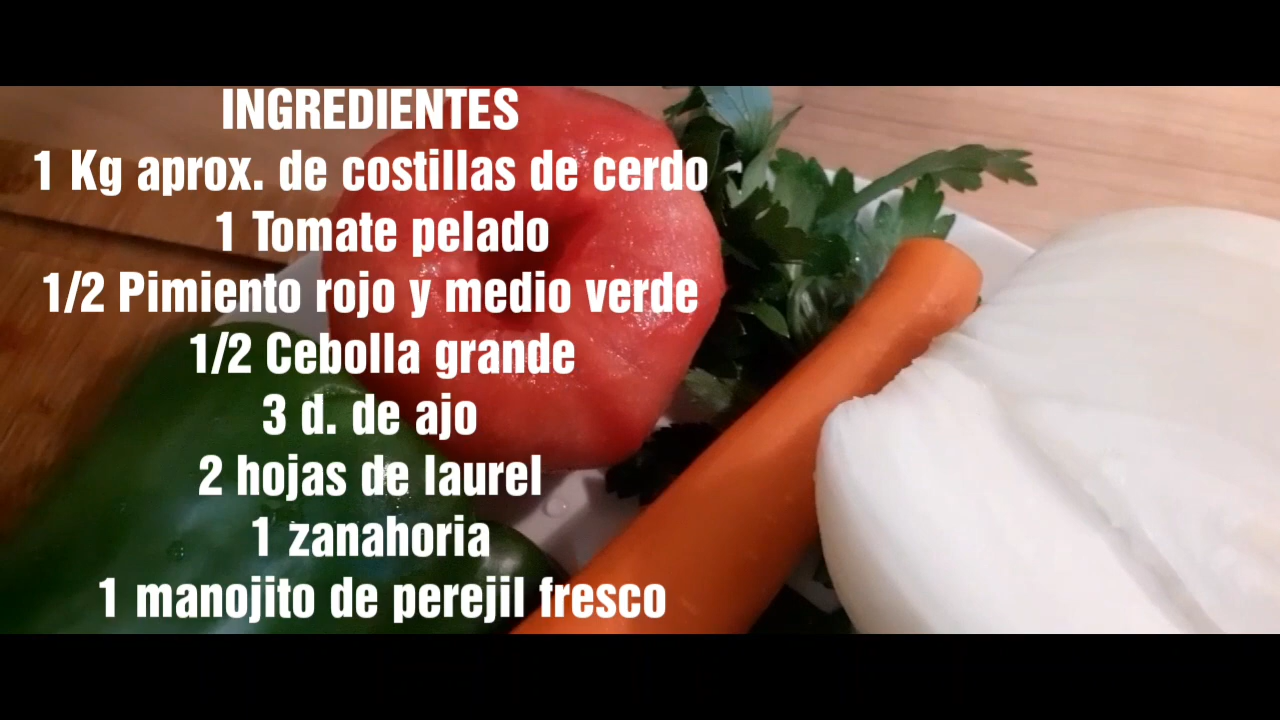 INGREDIENTES
1 Kg aprox. de costillas de cerdo
1 Tomate pelado
1/2 Pimiento rojo y medio verde
1/2 Cebolla grande
3 d. de ajo
2 hojas de laurel
1 zanahoria
1 manojito de perejil fresco